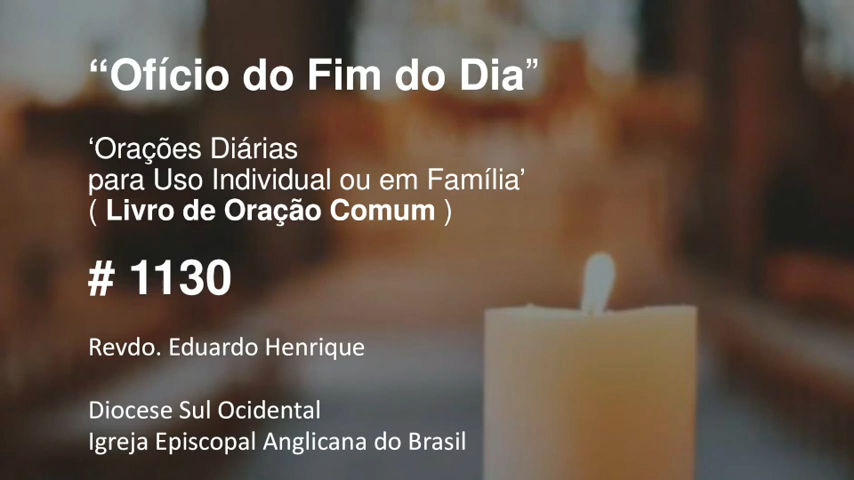 “Ofício do Fim do Dia”
‘Orações Diárias
para Uso Individual ou em Família’
( Livro de Oração Comum )
# 1130
Revdo. Eduardo Henrique
Diocese Sul Ocidental
Igreja Episcopal Anglicana do Brasil